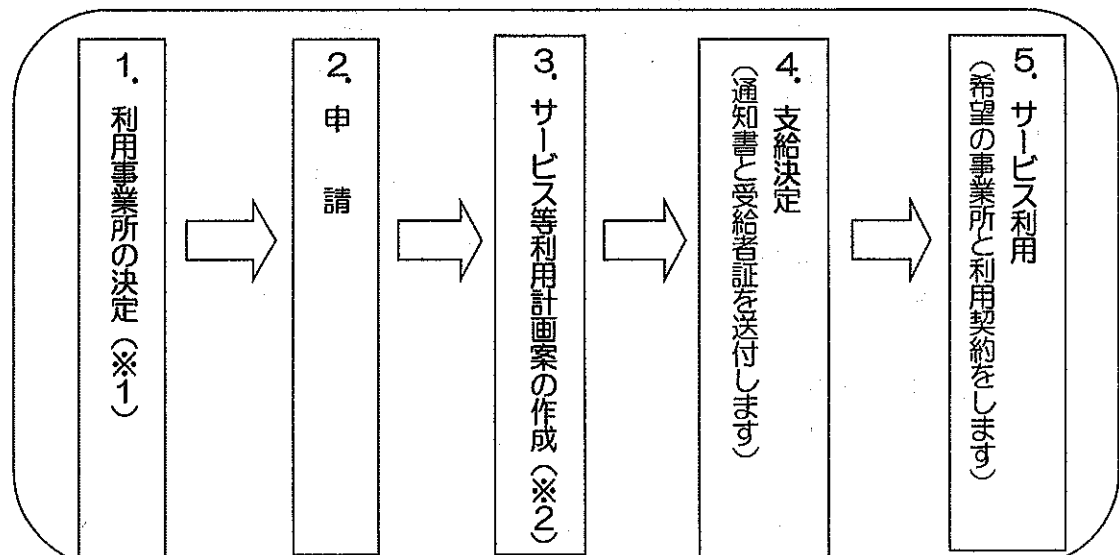 1．利用事業所の決定（※1）
2．申　請
3．サービス等利用計画案の作成（※2）
4．支給決定
（通知書と受給者証を送付します）
5．サービス利用
（希望の事業所と利用契約をします）